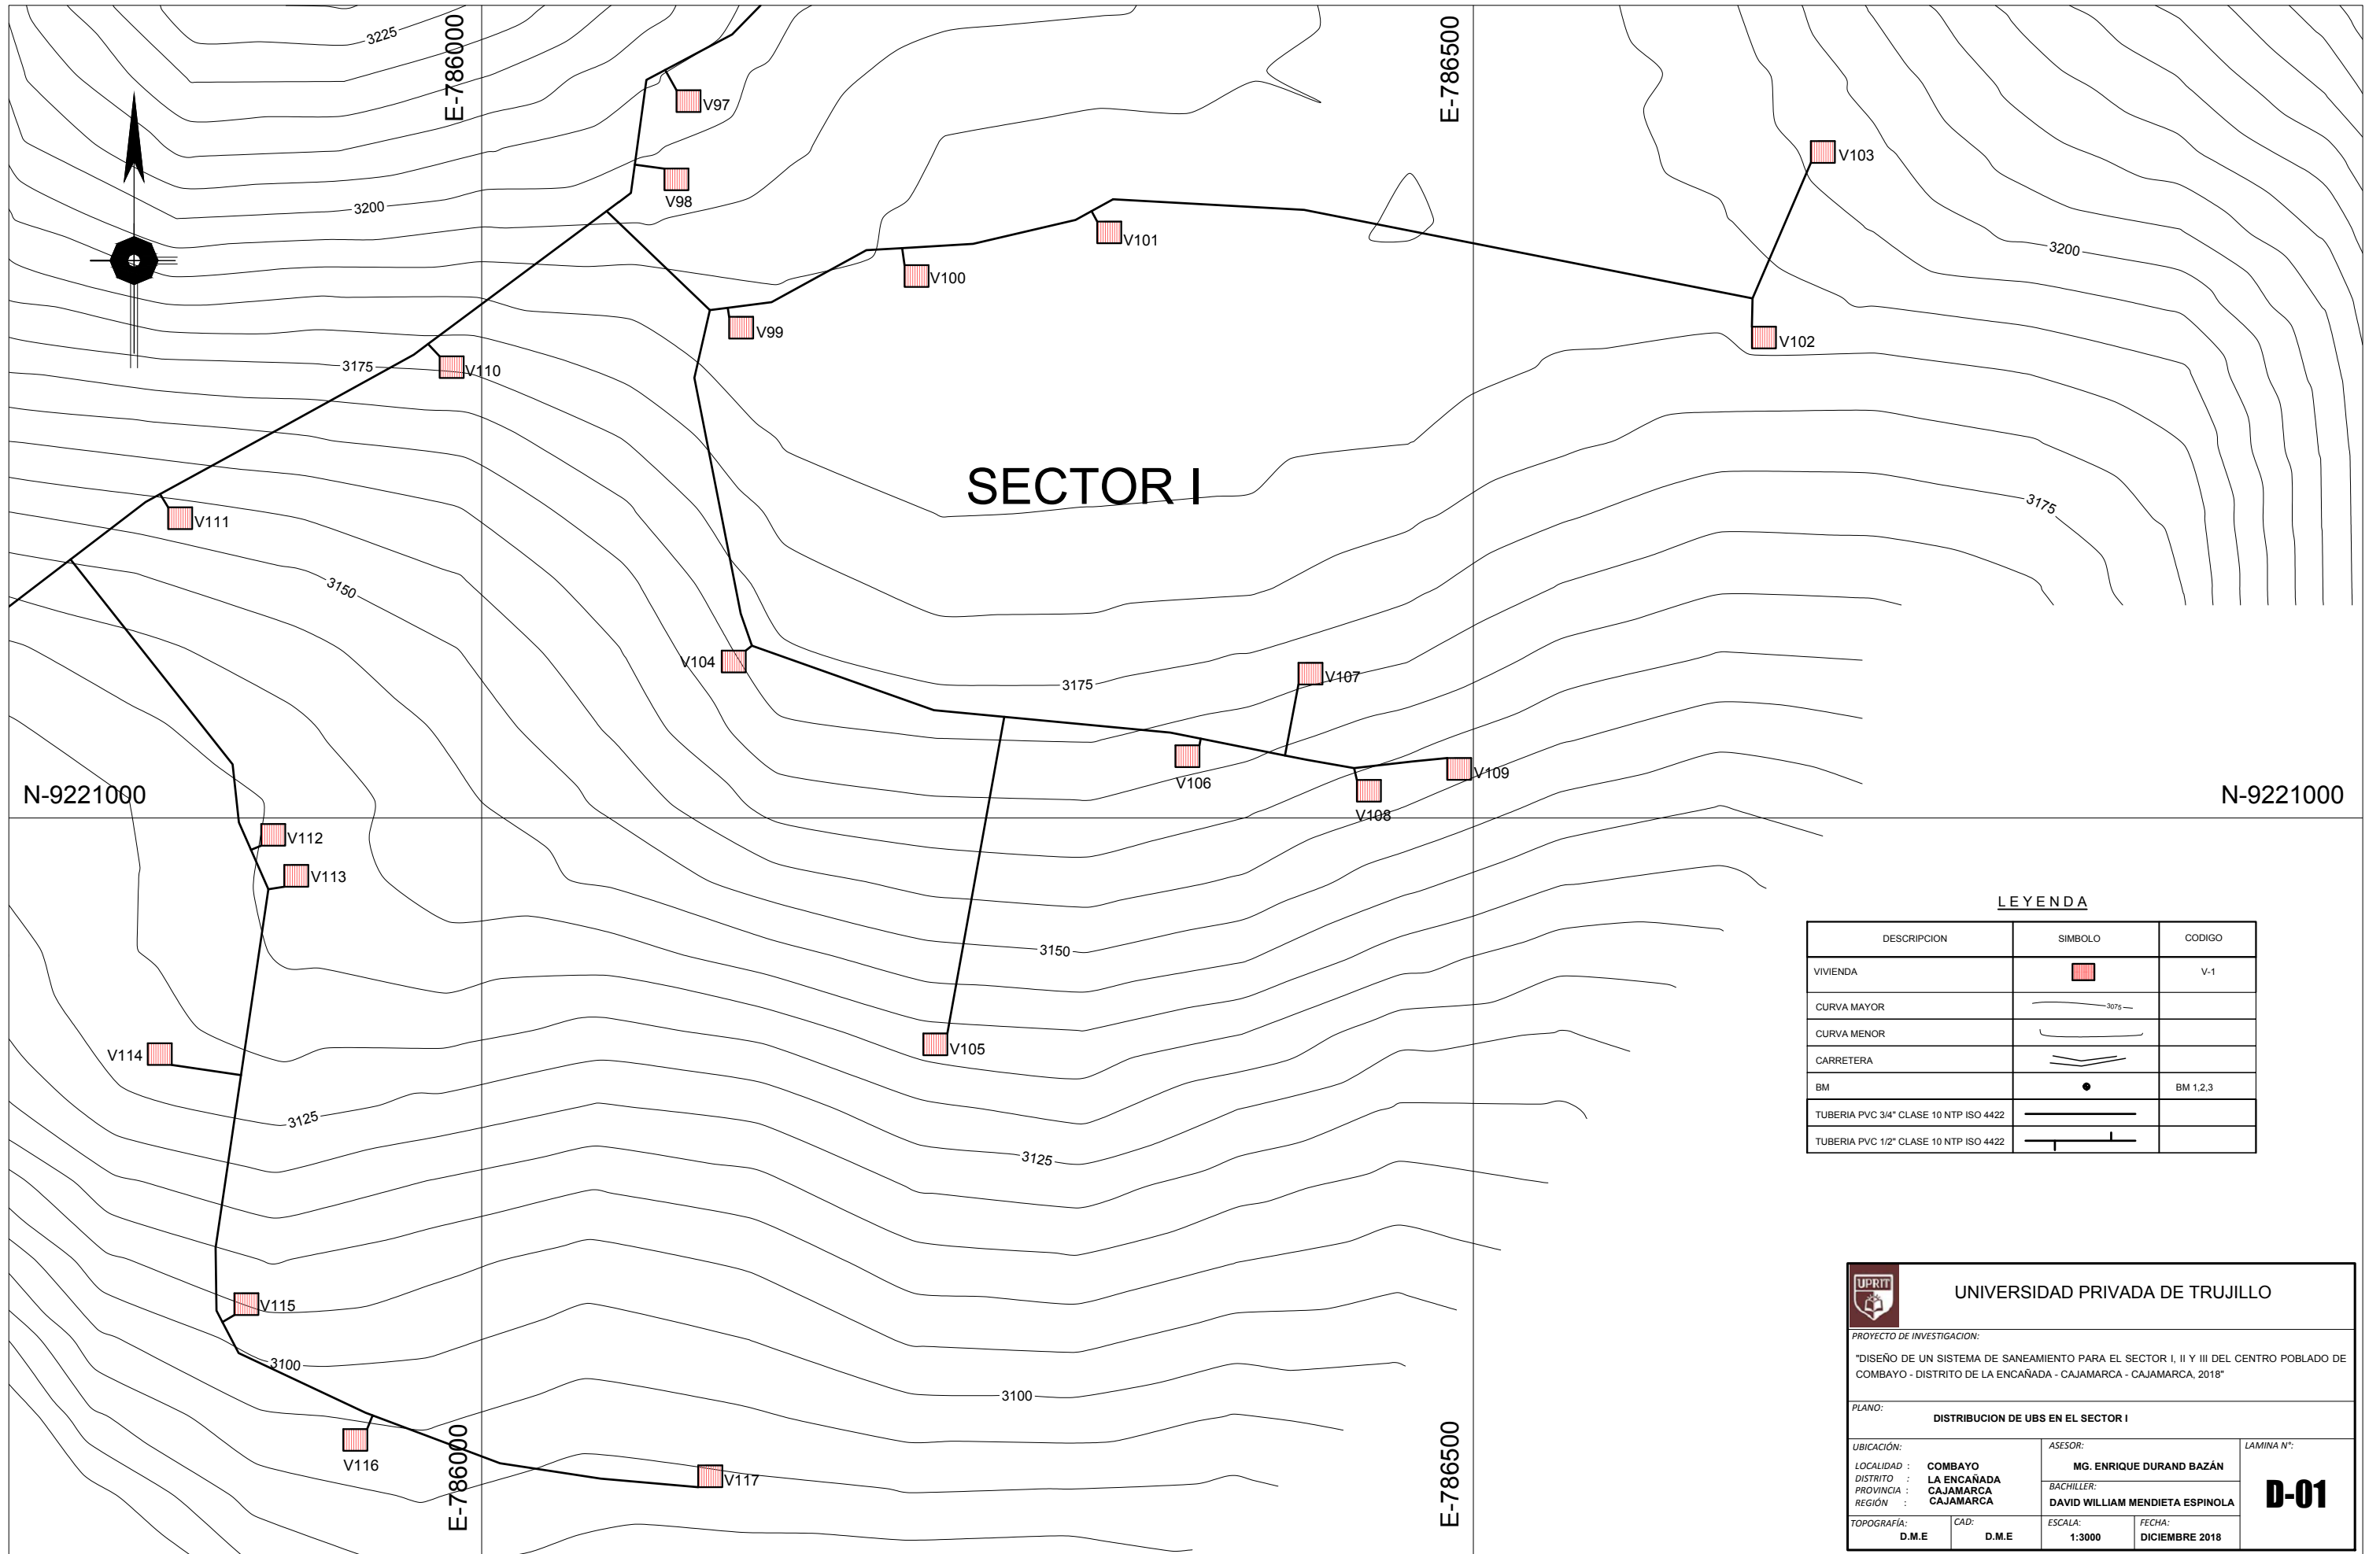 3225
E-786000
E-786500
V97
V103
V98
3200
V101
3200
V100
V99
V102
3175
V110
SECTOR I
3175
V111
3150
V104
3175
V107
V106
V109
V108
N-9221000
N-9221000
V112
V113
3150
V105
V114
3125
3125
V115
3100
3100
V116
V117
E-786000
E-786500
LEYENDA
DESCRIPCION SIMBOLO CODIGO
VIVIENDA V-1
CURVA MAYOR 3075
CURVA MENOR
CARRETERA
BM BM 1,2,3
TUBERIA PVC 3/4" CLASE 10 NTP ISO 4422
TUBERIA PVC 1/2" CLASE 10 NTP ISO 4422
UPRIT
UNIVERSIDAD PRIVADA DE TRUJILLO
PROYECTO DE INVESTIGACION:
"DISEÑO DE UN SISTEMA DE SANEAMIENTO PARA EL SECTOR I, II Y III DEL CENTRO POBLADO DE
COMBAYO - DISTRITO DE LA ENCAÑADA - CAJAMARCA - CAJAMARCA, 2018"
PLANO:
DISTRIBUCION DE UBS EN EL SECTOR I
UBICACIÓN:
LOCALIDAD : COMBAYO
DISTRITO : LA ENCAÑADA
PROVINCIA : CAJAMARCA
REGIÓN : CAJAMARCA
ASESOR:
MG. ENRIQUE DURAND BAZÁN
BACHILLER:
DAVID WILLIAM MENDIETA ESPINOLA
LAMINA N°:
D-01
TOPOGRAFÍA:
D.M.E
CAD:
D.M.E
ESCALA:
1:3000
FECHA:
DICIEMBRE 2018